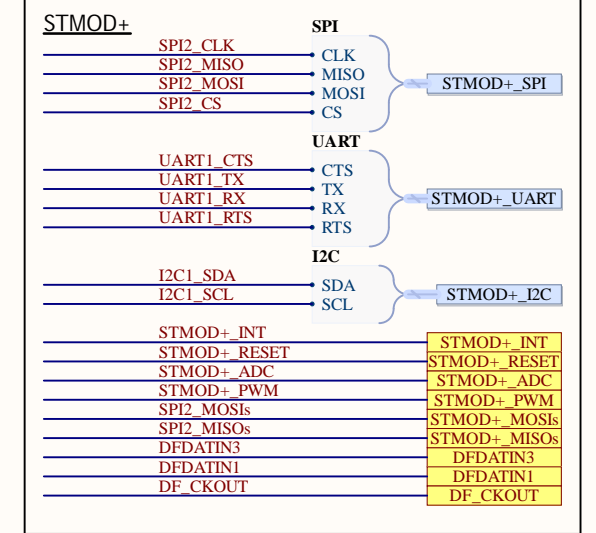 STMOD+
SPI
SPI2_CLK CLK
SPI2_MISO MISO
SPI2_MOSI MOSI STMOD+_SPI
SPI2_CS CS
UART
UART1_CTS CTS
UART1_TX TX
UART1_RX RX STMOD+_UART
UART1_RTS RTS
I2C
I2C1_SDA SDA
I2C1_SCL SCL STMOD+_I2C
STMOD+_INT STMOD+_INT
STMOD+_RESET STMOD+_RESET
STMOD+_ADC STMOD+_ADC
STMOD+_PWM STMOD+_PWM
SPI2_MOSIs STMOD+_MOSIs
SPI2_MISOs STMOD+_MISOs
DFDATIN3 DFDATIN3
DFDATIN1 DFDATIN1
DF_CKOUT DF_CKOUT